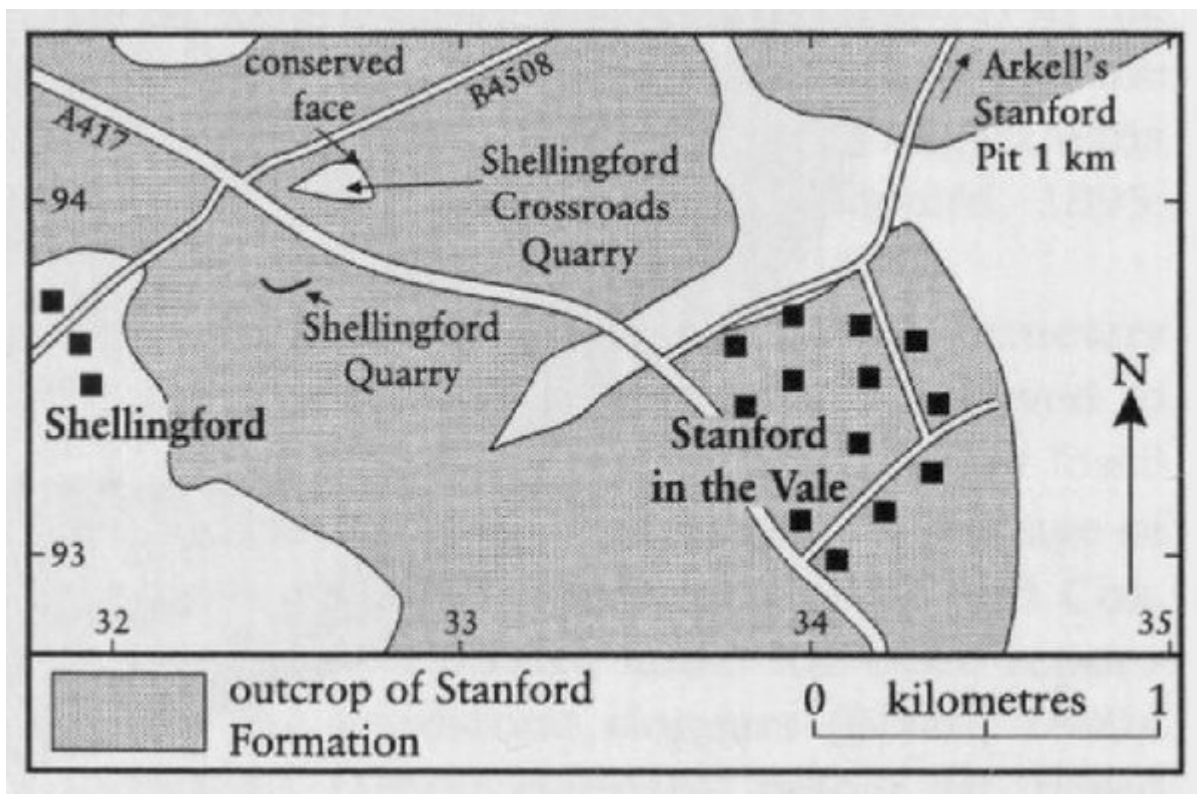 conserved
face
A417
B4508
Arkell's
Stanford
Pit 1 km
Shellingford
Crossroads
Quarry
94
Shellingford
Quarry
N
Shellingford
Stanford
in the Vale
93
32
33
34
35
outcrop of Stanford
Formation
0 kilometres 1